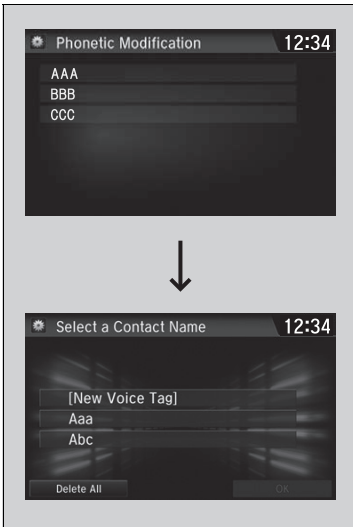 Phonetic Modification 12:34
AAA
BBB
CCC
Select a Contact Name 12:34
[New Voice Tag]
Aaa
Abc
Delete All OK